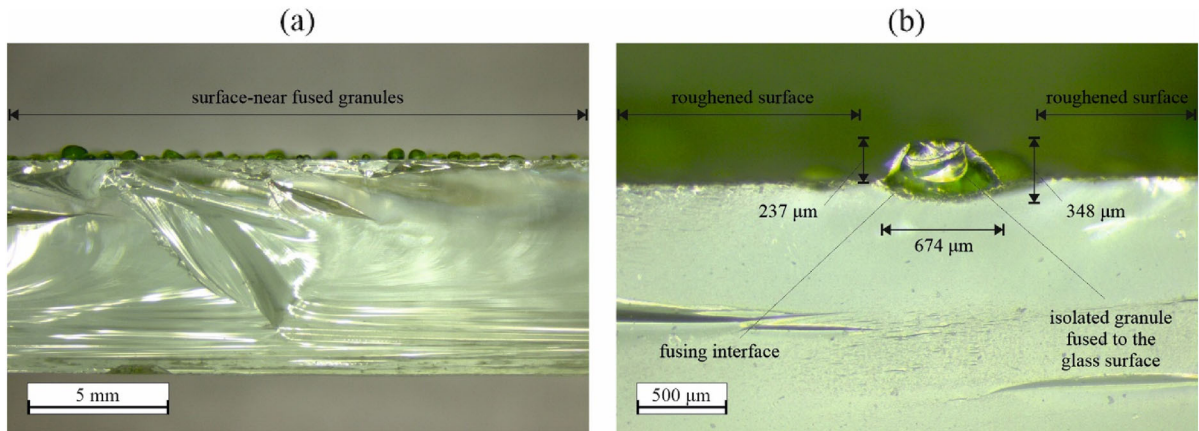 (a)
surface-near fused granules
5 mm
(b)
roughened surface
roughened surface
237 μm
348 μm
674 μm
fusing interface
isolated granule
fused to the
glass surface
500 μm